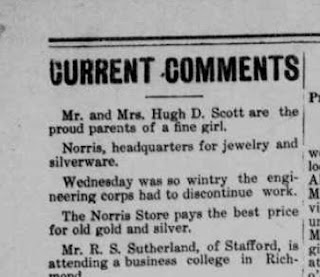 CURRENT COMMENTS
Mr. and Mrs. Hugh D. Scott are the
proud parents of a fine girl.
Norris, headquarters for jewelry and
silverware.
Wednesday was so wintry the engi-
neering corps had to discontinue work.
The Norris Store pays the best price
for old gold and silver.
Mr. R. S. Sutherland, of Stafford, is
attending a business college in Rich-
mond.